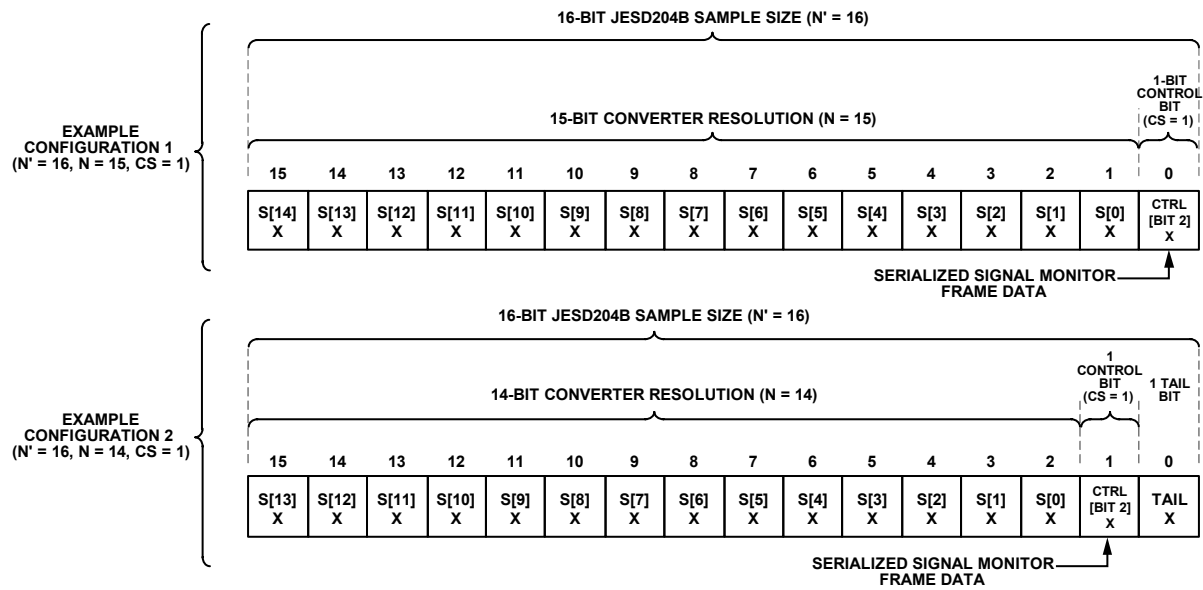 16-BIT JESD204B SAMPLE SIZE (N' = 16)
1-BIT
CONTROL
BIT
(CS = 1)
15-BIT CONVERTER RESOLUTION (N = 15)
EXAMPLE
CONFIGURATION 1
(N' = 16, N = 15, CS = 1)
15 14 13 12 11 10 9 8 7 6 5 4 3 2 1 0
S[14] S[13] S[12] S[11] S[10] S[9] S[8] S[7] S[6] S[5] S[4] S[3] S[2] S[1] S[0] CTRL
[BIT 2]
X X X X X X X X X X X X X X X X
SERIALIZED SIGNAL MONITOR
FRAME DATA
16-BIT JESD204B SAMPLE SIZE (N' = 16)
1
CONTROL
BIT
(CS = 1)
1 TAIL
BIT
14-BIT CONVERTER RESOLUTION (N = 14)
EXAMPLE
CONFIGURATION 2
(N' = 16, N = 14, CS = 1)
15 14 13 12 11 10 9 8 7 6 5 4 3 2 1 0
S[13] S[12] S[11] S[10] S[9] S[8] S[7] S[6] S[5] S[4] S[3] S[2] S[1] S[0] CTRL TAIL
[BIT 2]
X X X X X X X X X X X X X X X X
SERIALIZED SIGNAL MONITOR
FRAME DATA